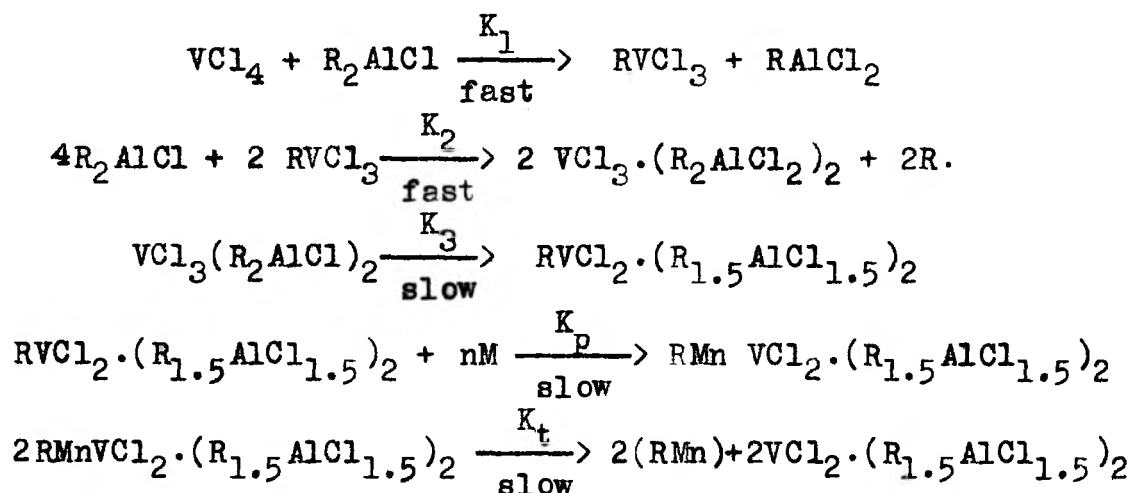 VCl4 + R2AlCl K1 fast > RVCl3 + RAlCl2
4R2AlCl + 2 RVCl3 K2 fast > 2 VCl3·(R2AlCl2)2 + 2R.
VCl3(R2AlCl)2 K3 slow > RVCl2·(R1.5AlCl1.5)2
RVCl2·(R1.5AlCl1.5)2 + nM Kp slow > RMn VCl2·(R1.5AlCl1.5)2
2RMnVCl2·(R1.5AlCl1.5)2 Kt slow > 2(RMn)+2VCl2·(R1.5AlCl1.5)2